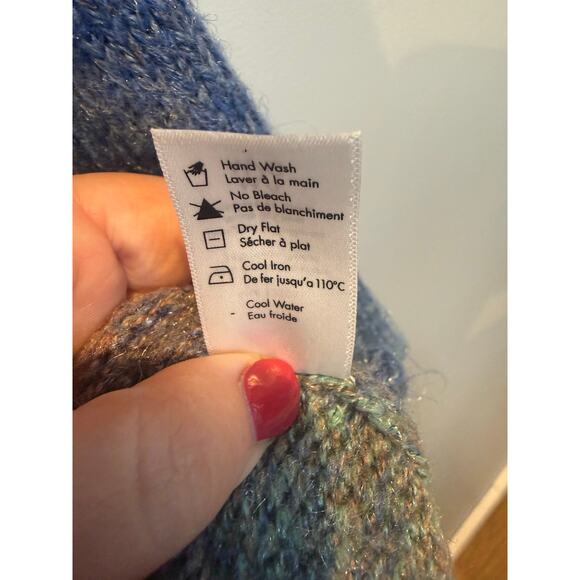 Hand Wash
Laver à la main
No Bleach
Pas de blanchiment
Dry Flat
Sécher à plat
Cool Iron
De fer jusqu'a 110°C
- Cool Water
Eau froide